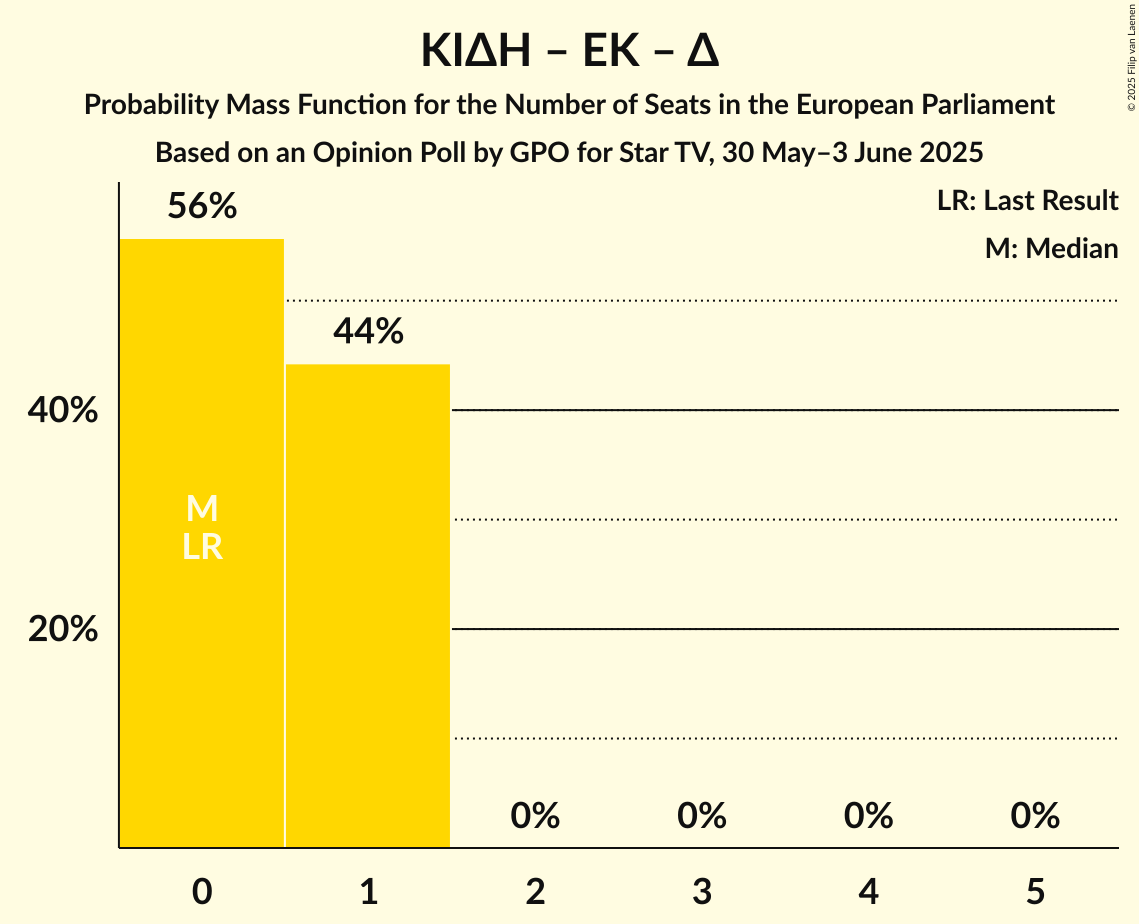 ΚΙΔΗ – ΕΚ – Δ
Probability Mass Function for the Number of Seats in the European Parliament
Based on an Opinion Poll by GPO for Star TV, 30 May–3 June 2025
© 2025 Filip van Laenen
LR: Last Result
M: Median
56%
44%
40%
M
LR
20%
0%
0%
0%
0%
0
1
2
3
4
5